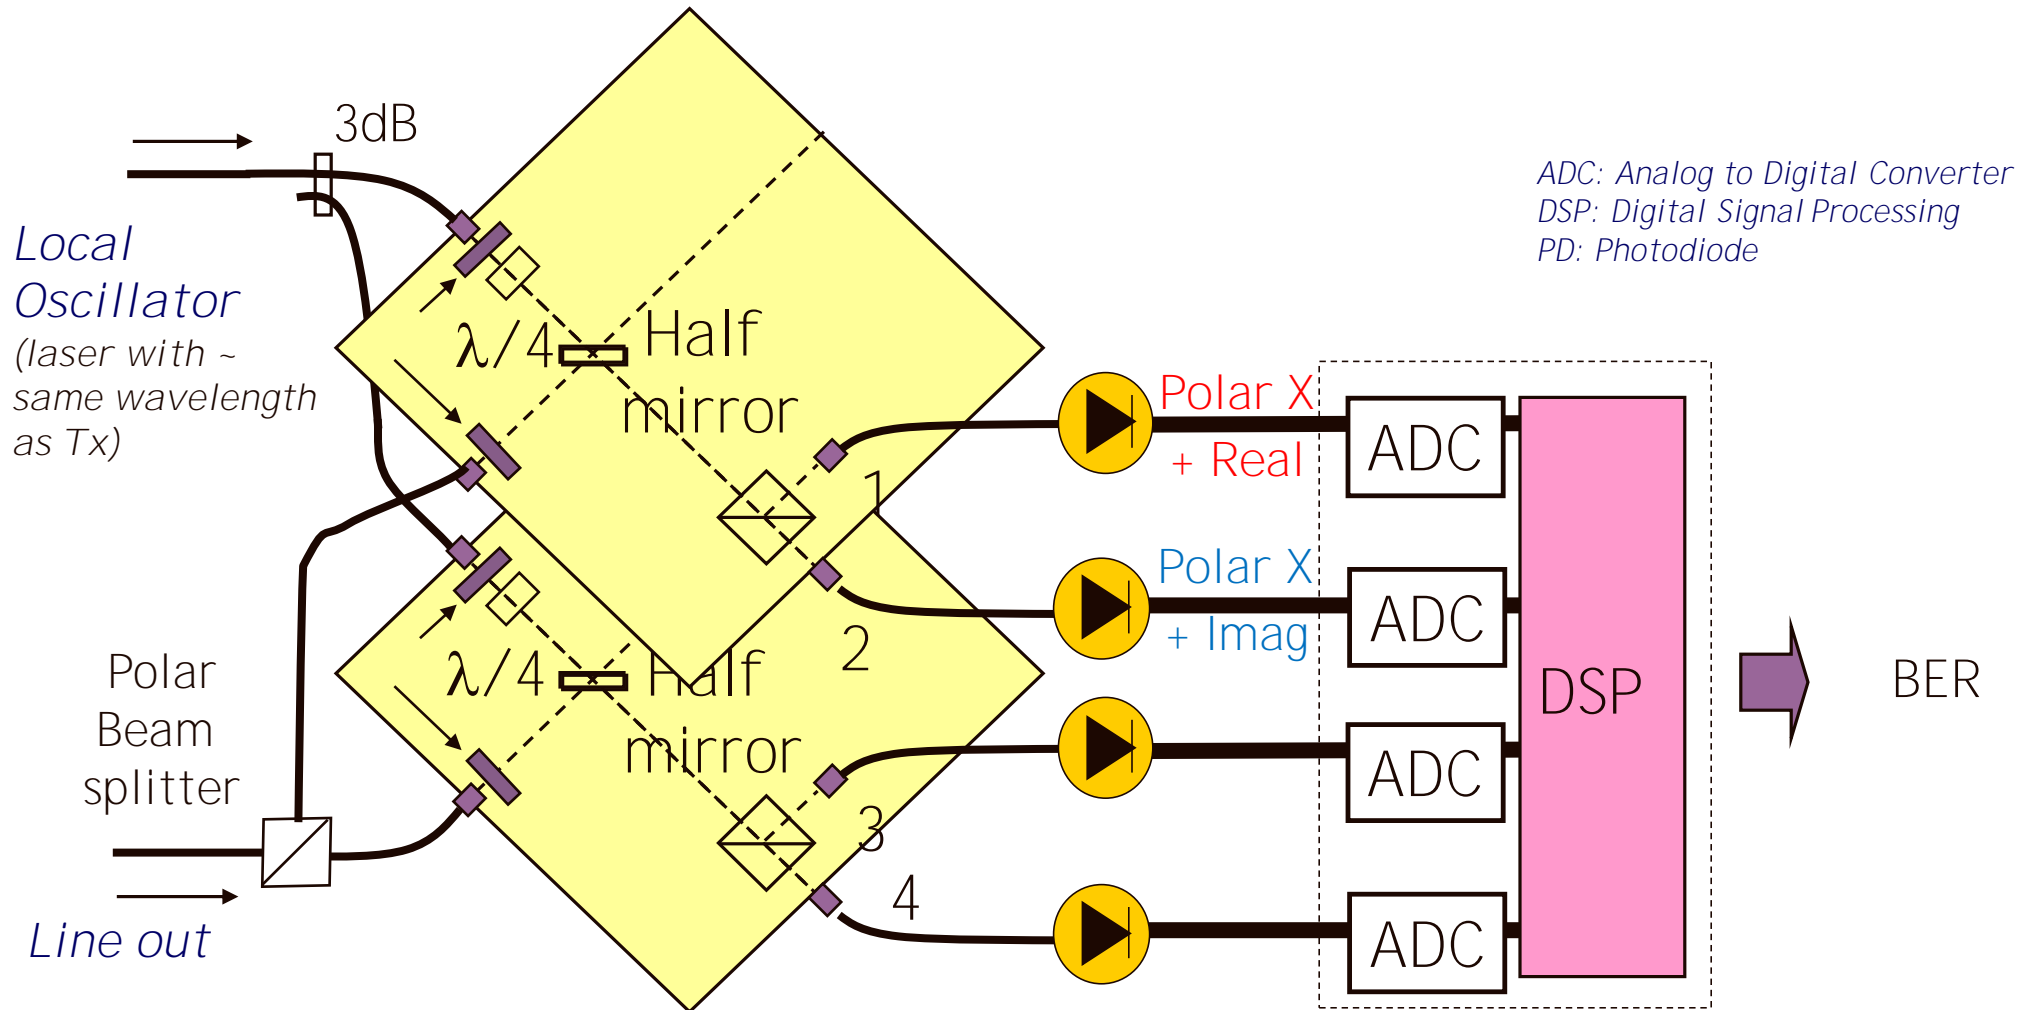 3dB
ADC: Analog to Digital Converter
DSP: Digital Signal Processing
PD: Photodiode
Local
Oscillator
(laser with ~
same wavelength
as Tx)
λ/4
Half
mirror
1
2
Polar X
+ Real
ADC
Polar X
+ Imag
ADC
λ/4
Half
mirror
3
4
ADC
ADC
DSP
BER
Polar
Beam
splitter
Line out